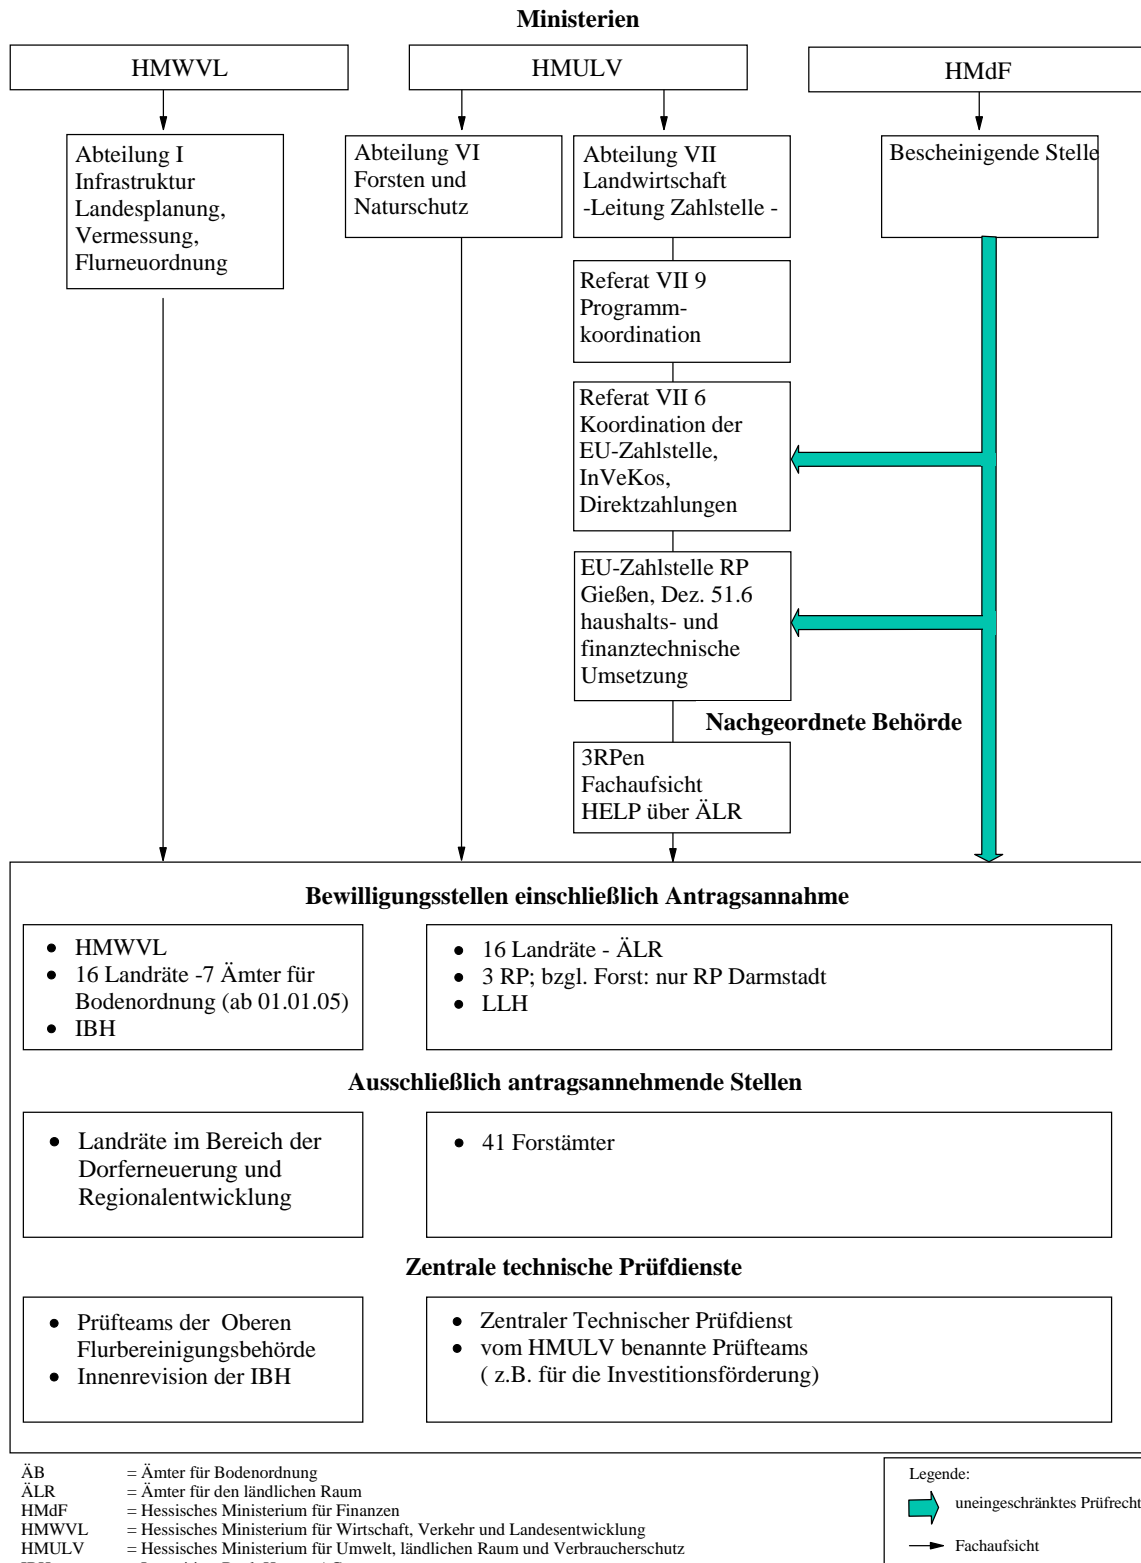 Ministerien
HMWVL
HMULV
HMdF
Abteilung I
Infrastruktur
Landesplanung,
Vermessung,
Flurneuordnung
Abteilung VI
Forsten und
Naturschutz
Abteilung VII
Landwirtschaft
-Leitung Zahlstelle -
Bescheinigende Stelle
Referat VII 9
Programm-
koordination
Referat VII 6
Koordination der
EU-Zahlstelle,
InVeKos,
Direktzahlungen
EU-Zahlstelle RP
Gießen, Dez. 51.6
haushalts- und
finanztechnische
Umsetzung
Nachgeordnete Behörde
3RPen
Fachaufsicht
HELP über ÄLR
Bewilligungsstellen einschließlich Antragsannahme
• HMWVL
• 16 Landräte -7 Ämter für
Bodenordnung (ab 01.01.05)
• IBH
• 16 Landräte - ÄLR
• 3 RP; bzgl. Forst: nur RP Darmstadt
• LLH
Ausschließlich antragsannehmende Stellen
• Landräte im Bereich der
Dorferneuerung und
Regionalentwicklung
• 41 Forstämter
Zentrale technische Prüfdienste
• Prüfteams der Oberen
Flurbereinigungsbehörde
• Innenrevision der IBH
• Zentraler Technischer Prüfdienst
• vom HMULV benannte Prüfteams
( z.B. für die Investitionsförderung)
ÄB = Ämter für Bodenordnung
ÄLR = Ämter für den ländlichen Raum
HMdF = Hessisches Ministerium für Finanzen
HMWVL = Hessisches Ministerium für Wirtschaft, Verkehr und Landesentwicklung
HMULV = Hessisches Ministerium für Umwelt, ländlichen Raum und Verbraucherschutz
Legende:
uneingeschränktes Prüfrecht
Fachaufsicht